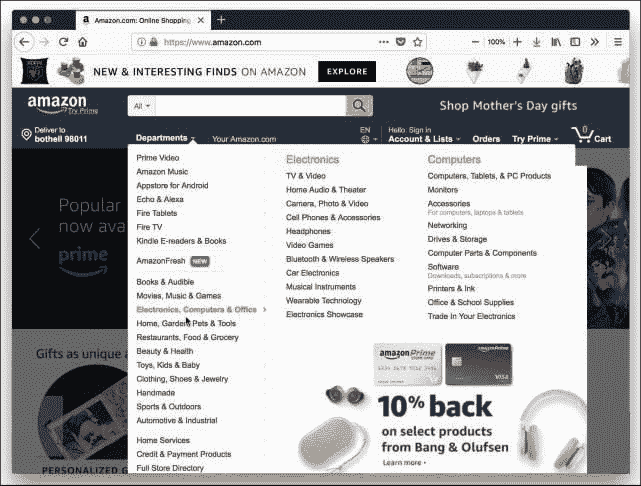 Amazon.com: Online Shopping
https://www.amazon.com
100%
NEW & INTERESTING FINDS ON AMAZON
EXPLORE
amazon
Try Prime
All
Shop Mother's Day gifts
Deliver to
bothell 98011
Departments
Your Amazon.com
EN
Hello. Sign in
Account & Lists
Orders
Try Prime
0
Cart
Prime Video
Amazon Music
Appstore for Android
Echo & Alexa
Fire Tablets
Fire TV
Kindle E-readers & Books
AmazonFresh NEW
Books & Audible
Movies, Music & Games
Electronics, Computers & Office
Home, Garden, Pets & Tools
Restaurants, Food & Grocery
Beauty & Health
Toys, Kids & Baby
Clothing, Shoes & Jewelry
Handmade
Sports & Outdoors
Automotive & Industrial
Home Services
Credit & Payment Products
Full Store Directory
Electronics
TV & Video
Home Audio & Theater
Camera, Photo & Video
Cell Phones & Accessories
Headphones
Video Games
Bluetooth & Wireless Speakers
Car Electronics
Musical Instruments
Wearable Technology
Electronics Showcase
Computers
Computers, Tablets, & PC Products
Monitors
Accessories
For computers, laptops & tablets
Networking
Drives & Storage
Computer Parts & Components
Software
Downloads, subscriptions & more
Printers & Ink
Office & School Supplies
Trade In Your Electronics
Popular
now ava
prime
Gifts as unique a
PERSONALIZED G
amazonPrime
VISA
10% back
on select products
from Bang & Olufsen
Learn more